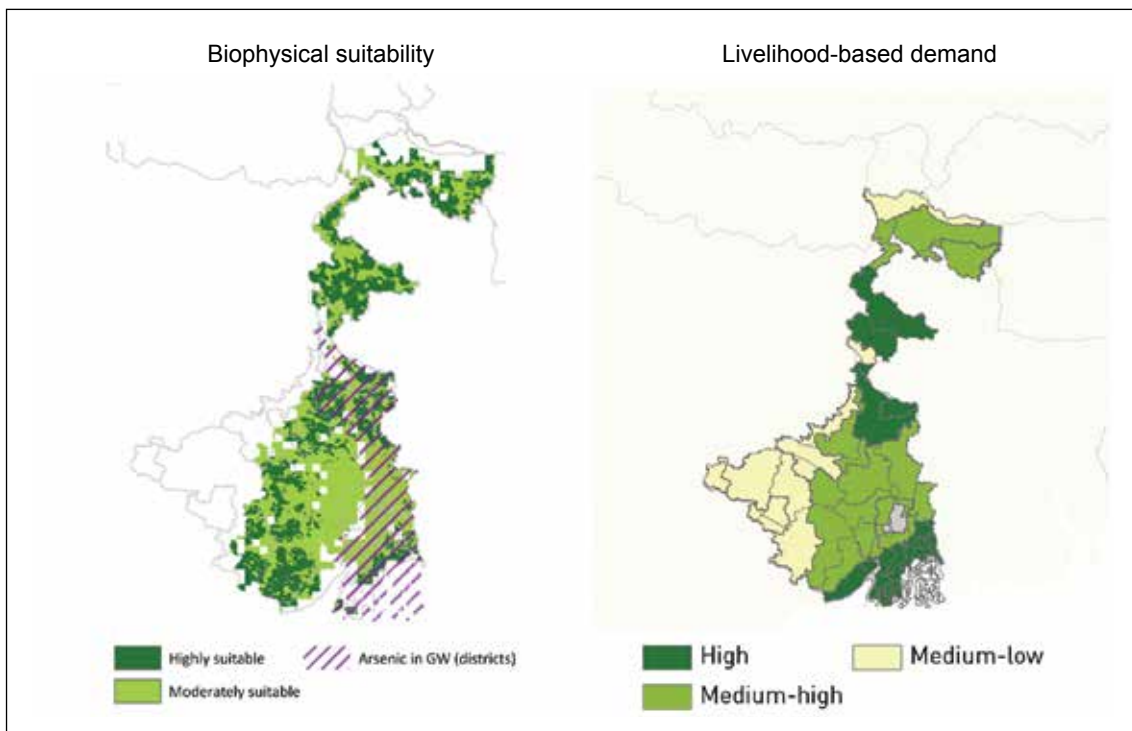 Biophysical suitability
Livelihood-based demand
Highly suitable
Arsenic in GW (districts)
Moderately suitable
High
Medium-low
Medium-high